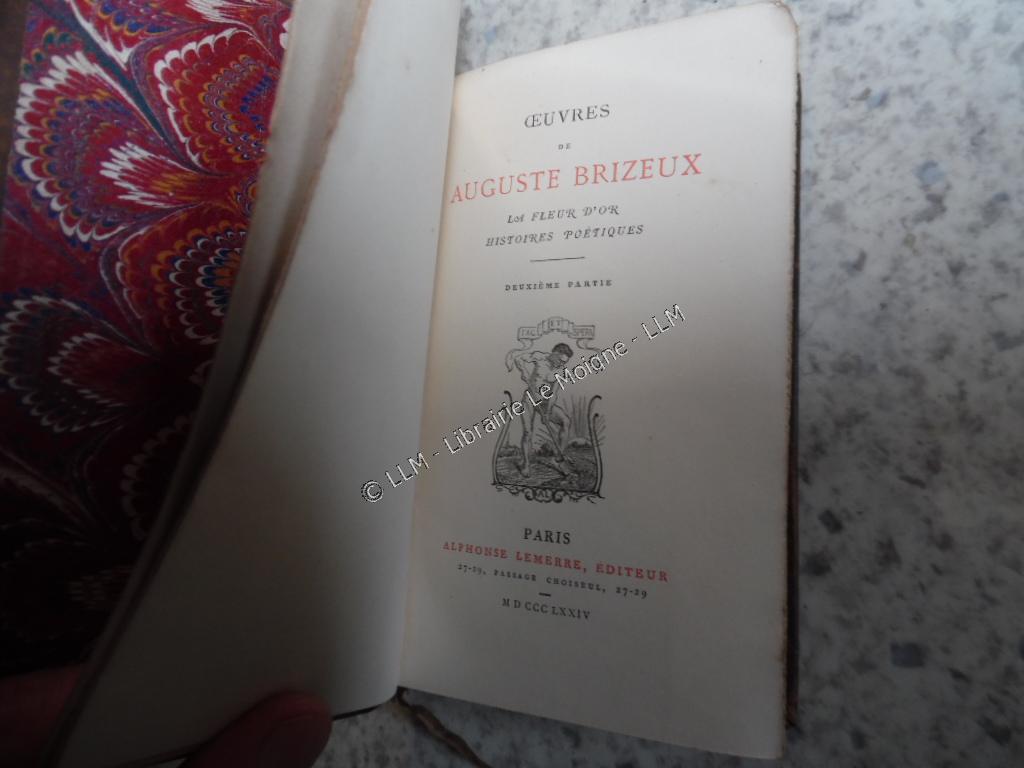 ŒUVRES
DE
AUGUSTE BRIZEUX
LA FLEUR D'OR
HISTOIRES POÉTIQUES
DEUXIÈME PARTIE
FAC ET SPERA
© LLM - Librairie Le Moigne - LLM
PARIS
ALPHONSE LEMERRE, ÉDITEUR
27-29, PASSAGE CHOISEUL, 27-29
M D CCC LXXIV